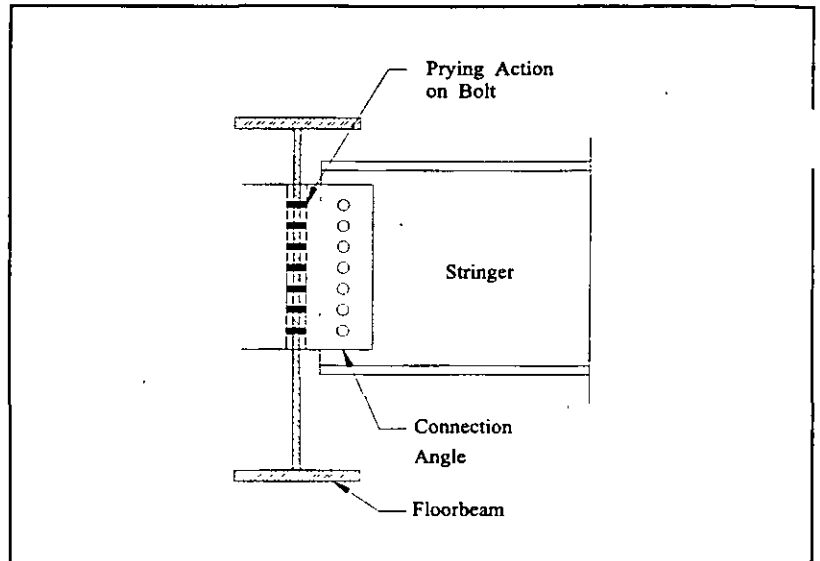 Prying Action
on Bolt
Stringer
Connection
Angle
Floorbeam